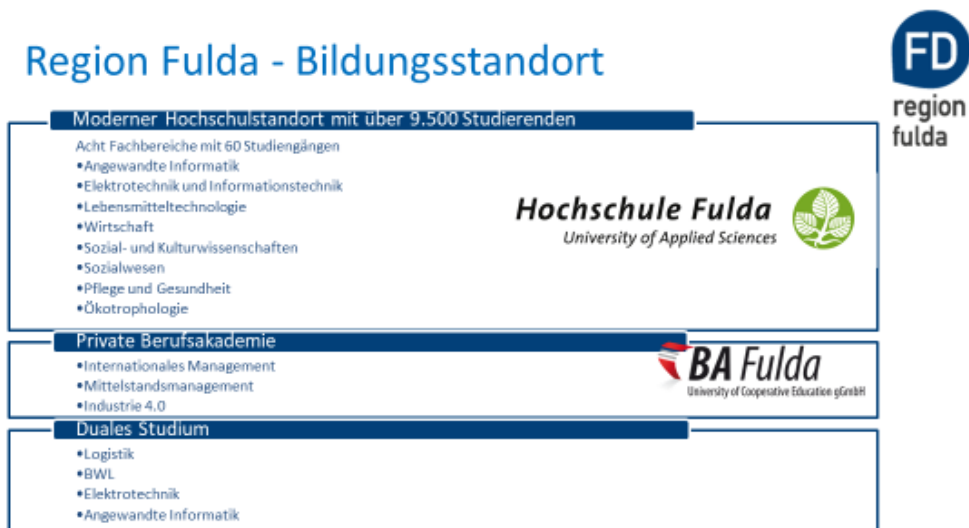 Region Fulda - Bildungsstandort
FD
region
fulda
Moderner Hochschulstandort mit über 9.500 Studierenden
Acht Fachbereiche mit 60 Studiengängen
•Angewandte Informatik
•Elektrotechnik und Informationstechnik
•Lebensmitteltechnologie
•Wirtschaft
•Sozial- und Kulturwissenschaften
•Sozialwesen
•Pflege und Gesundheit
•Ökotrophologie
Hochschule Fulda
University of Applied Sciences
Private Berufsakademie
•Internationales Management
•Mittelstandsmanagement
•Industrie 4.0
BA Fulda
University of Cooperative Education gGmbH
Duales Studium
•Logistik
•BWL
•Elektrotechnik
•Angewandte Informatik